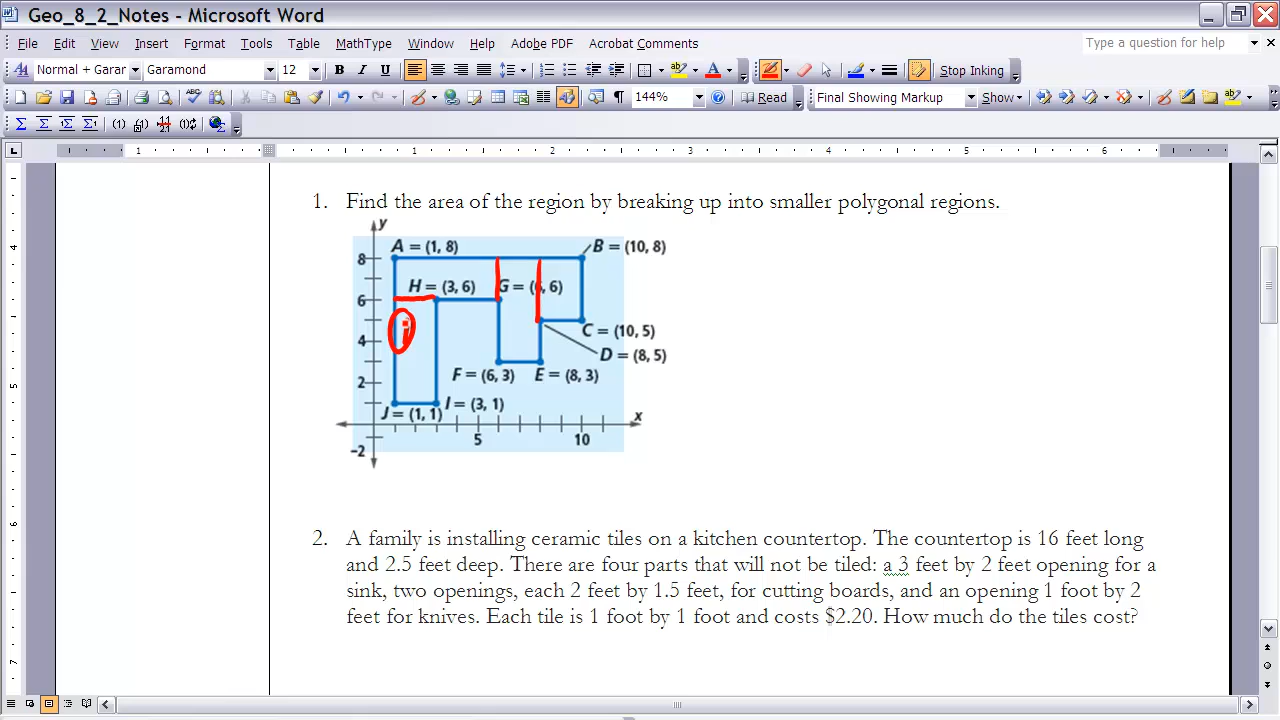 Geo_8_2_Notes - Microsoft Word
File Edit View Insert Format Tools Table MathType Window Help Adobe PDF Acrobat Comments Type a question for help
Normal + Garar Garamond 12 B I U Stop Inking
144% Read Final Showing Markup Show
1 1 2 3 4 5 6
1. Find the area of the region by breaking up into smaller polygonal regions.
y
A = (1, 8) B = (10, 8)
8
H = (3, 6) G = (6, 6)
6
i
C = (10, 5)
4
D = (8, 5)
F = (6, 3) E = (8, 3)
2
J = (1, 1) I = (3, 1)
x
5 10
-2
2. A family is installing ceramic tiles on a kitchen countertop. The countertop is 16 feet long
and 2.5 feet deep. There are four parts that will not be tiled: a 3 feet by 2 feet opening for a
sink, two openings, each 2 feet by 1.5 feet, for cutting boards, and an opening 1 foot by 2
feet for knives. Each tile is 1 foot by 1 foot and costs $2.20. How much do the tiles cost?